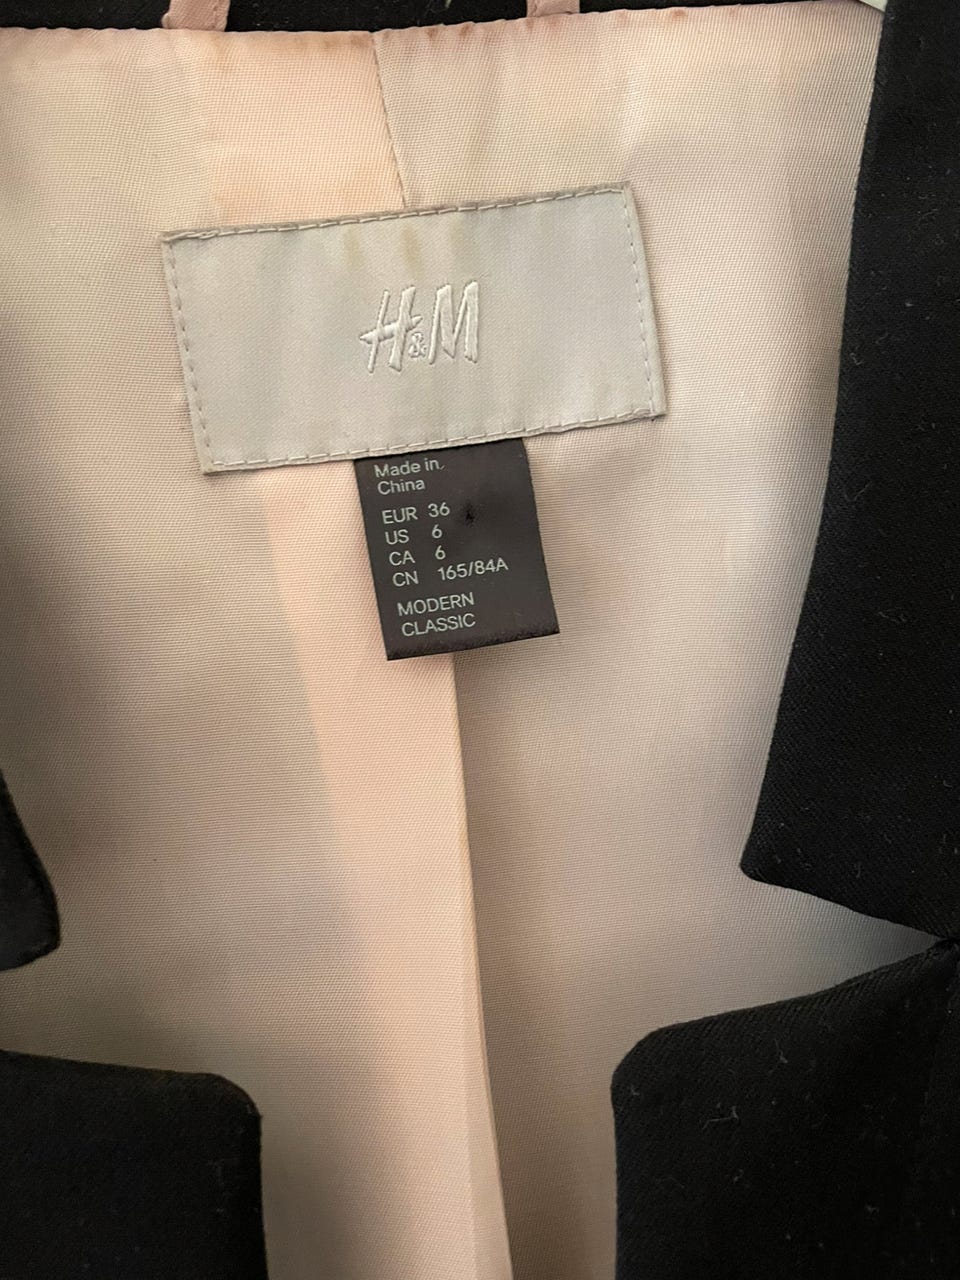 H&M
Made in
China
EUR 36
US 6
CA 6
CN 165/84A
MODERN
CLASSIC